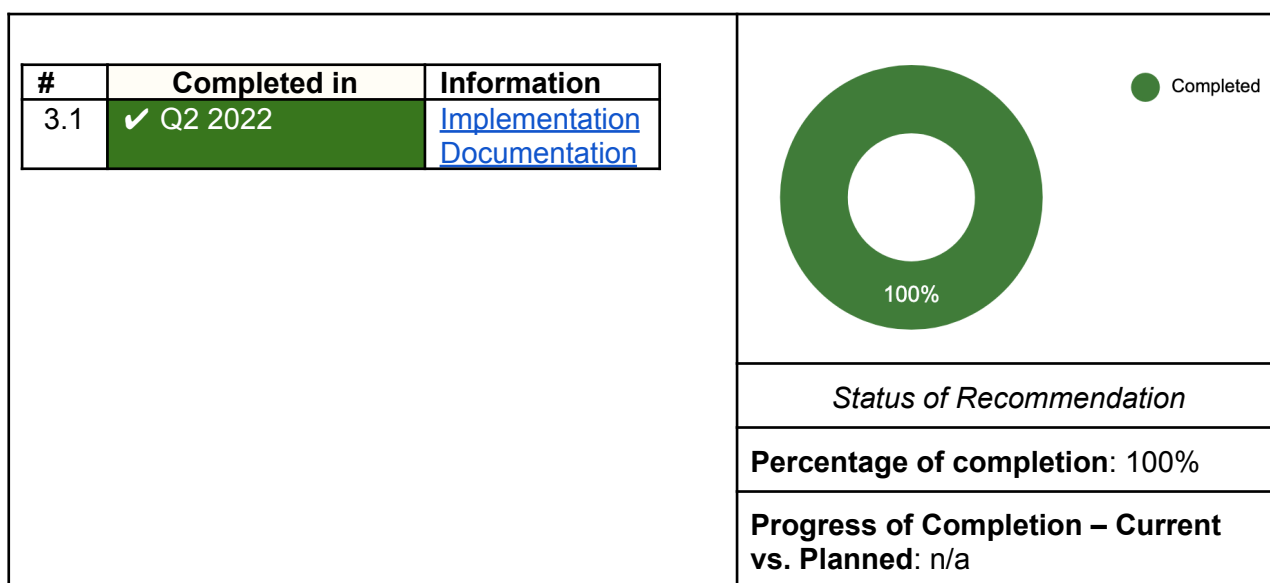 # Completed in Information
3.1 ✔ Q2 2022 Implementation
Documentation
Completed
100%
Status of Recommendation
Percentage of completion: 100%
Progress of Completion – Current
vs. Planned: n/a